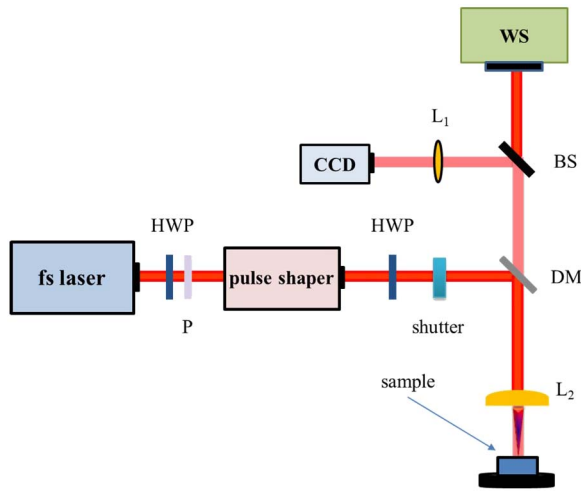 WS
L₁
CCD
BS
HWP
HWP
fs laser
pulse shaper
DM
P
shutter
sample
L₂